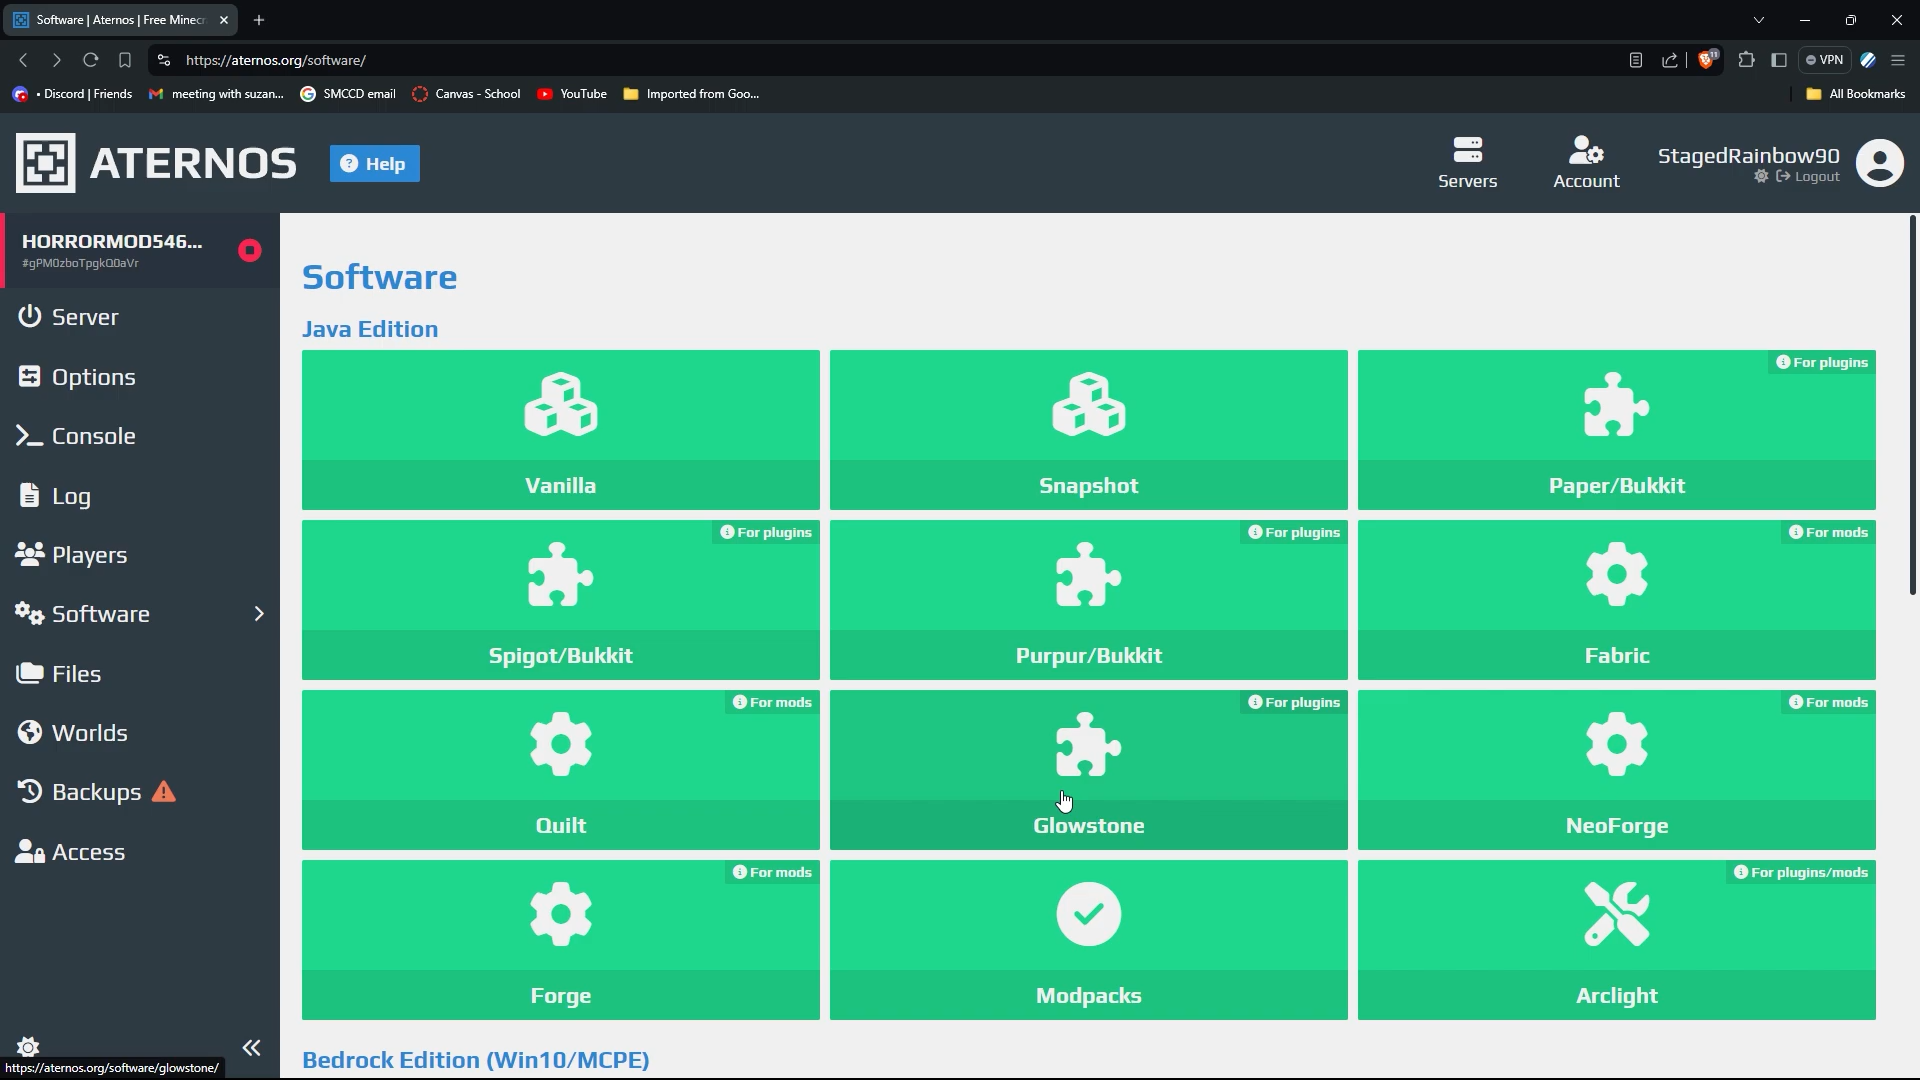 Software | Aternos | Free Minecr
https://aternos.org/software/
11
VPN
• Discord | Friends
meeting with suzan...
SMCCD email
Canvas - School
YouTube
Imported from Goo...
All Bookmarks
ATERNOS
? Help
Servers
Account
StagedRainbow90
Logout
HORRORMOD546...
#gPM0zboTpgkQ0aVr
Server
Options
Console
Log
Players
Software
Files
Worlds
Backups
Access
Software
Java Edition
Vanilla
Snapshot
For plugins
Paper/Bukkit
For plugins
Spigot/Bukkit
For plugins
Purpur/Bukkit
For mods
Fabric
For mods
Quilt
For plugins
Glowstone
For mods
NeoForge
For mods
Forge
Modpacks
For plugins/mods
Arclight
Bedrock Edition (Win10/MCPE)
https://aternos.org/software/glowstone/